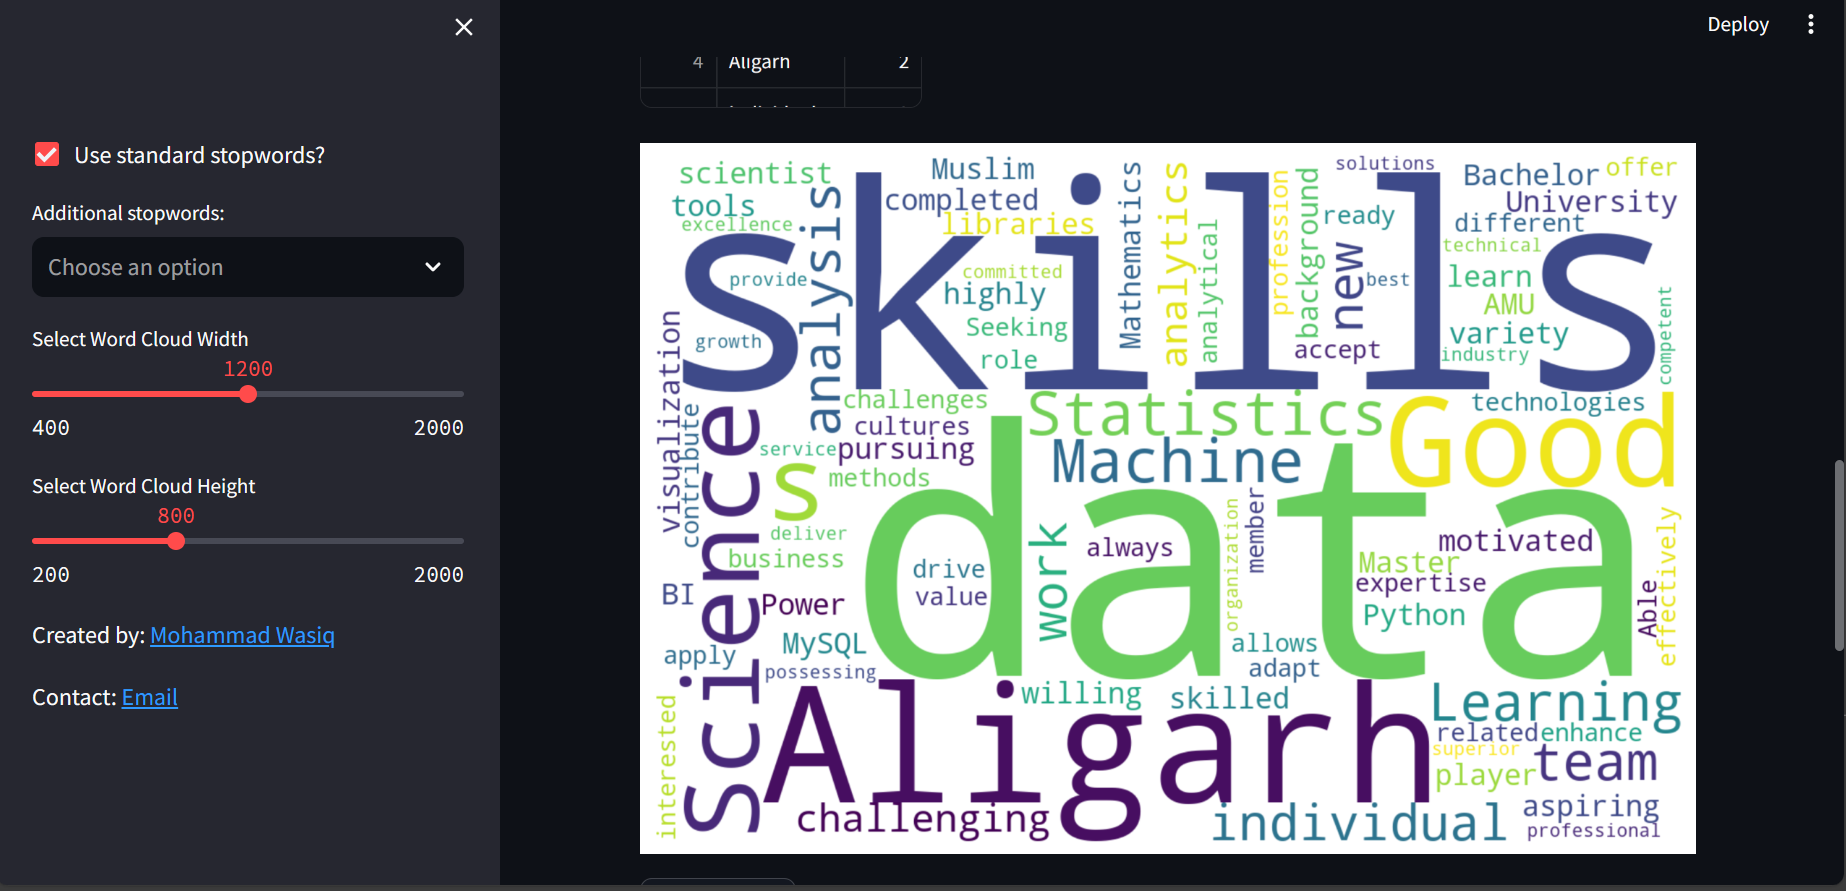 Deploy
Use standard stopwords?
Additional stopwords:
Choose an option
Select Word Cloud Width
1200
400 2000
Select Word Cloud Height
800
200 2000
Created by: Mohammad Wasiq
Contact: Email
4 Aligarh 2
scientist
tools
excellence
analysis
Muslim
completed
libraries
Mathematics
analytics
analytical
profession
background
solutions
ready
new
best
Bachelor
offer
University
different
technical
learn
AMU
variety
industry
competent
skills
provide
growth
committed
highly
Seeking
role
accept
visualization
contribute
Science
challenges
cultures
service
pursuing
s
methods
deliver
business
Statistics
Machine
Good
technologies
data
drive
value
work
always
organization
member
motivated
Master
expertise
Python
Able
effectively
BI
Power
MySQL
apply
possessing
allows
adapt
interested
Aligarh
willing
skilled
Learning
related
enhance
superior
team
player
challenging
individual
aspiring
professional